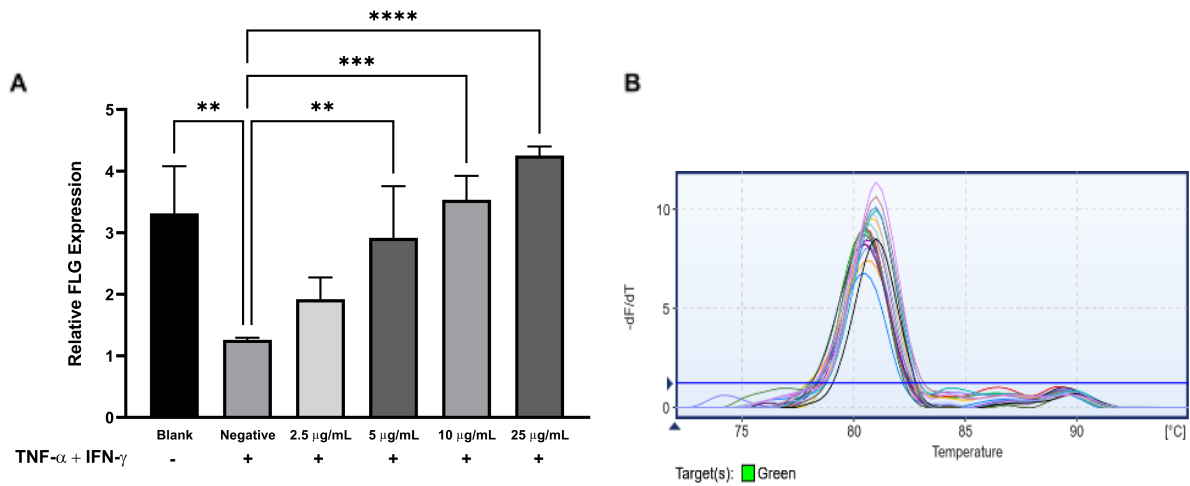 A
B
****
***
**
**
Relative FLG Expression
5
4
3
2
1
0
Blank Negative 2.5 μg/mL 5 μg/mL 10 μg/mL 25 μg/mL
TNF-α + IFN-γ - + + + + +
-dF/dT
10
5
0
75 80 85 90 [°C]
Temperature
Target(s): Green